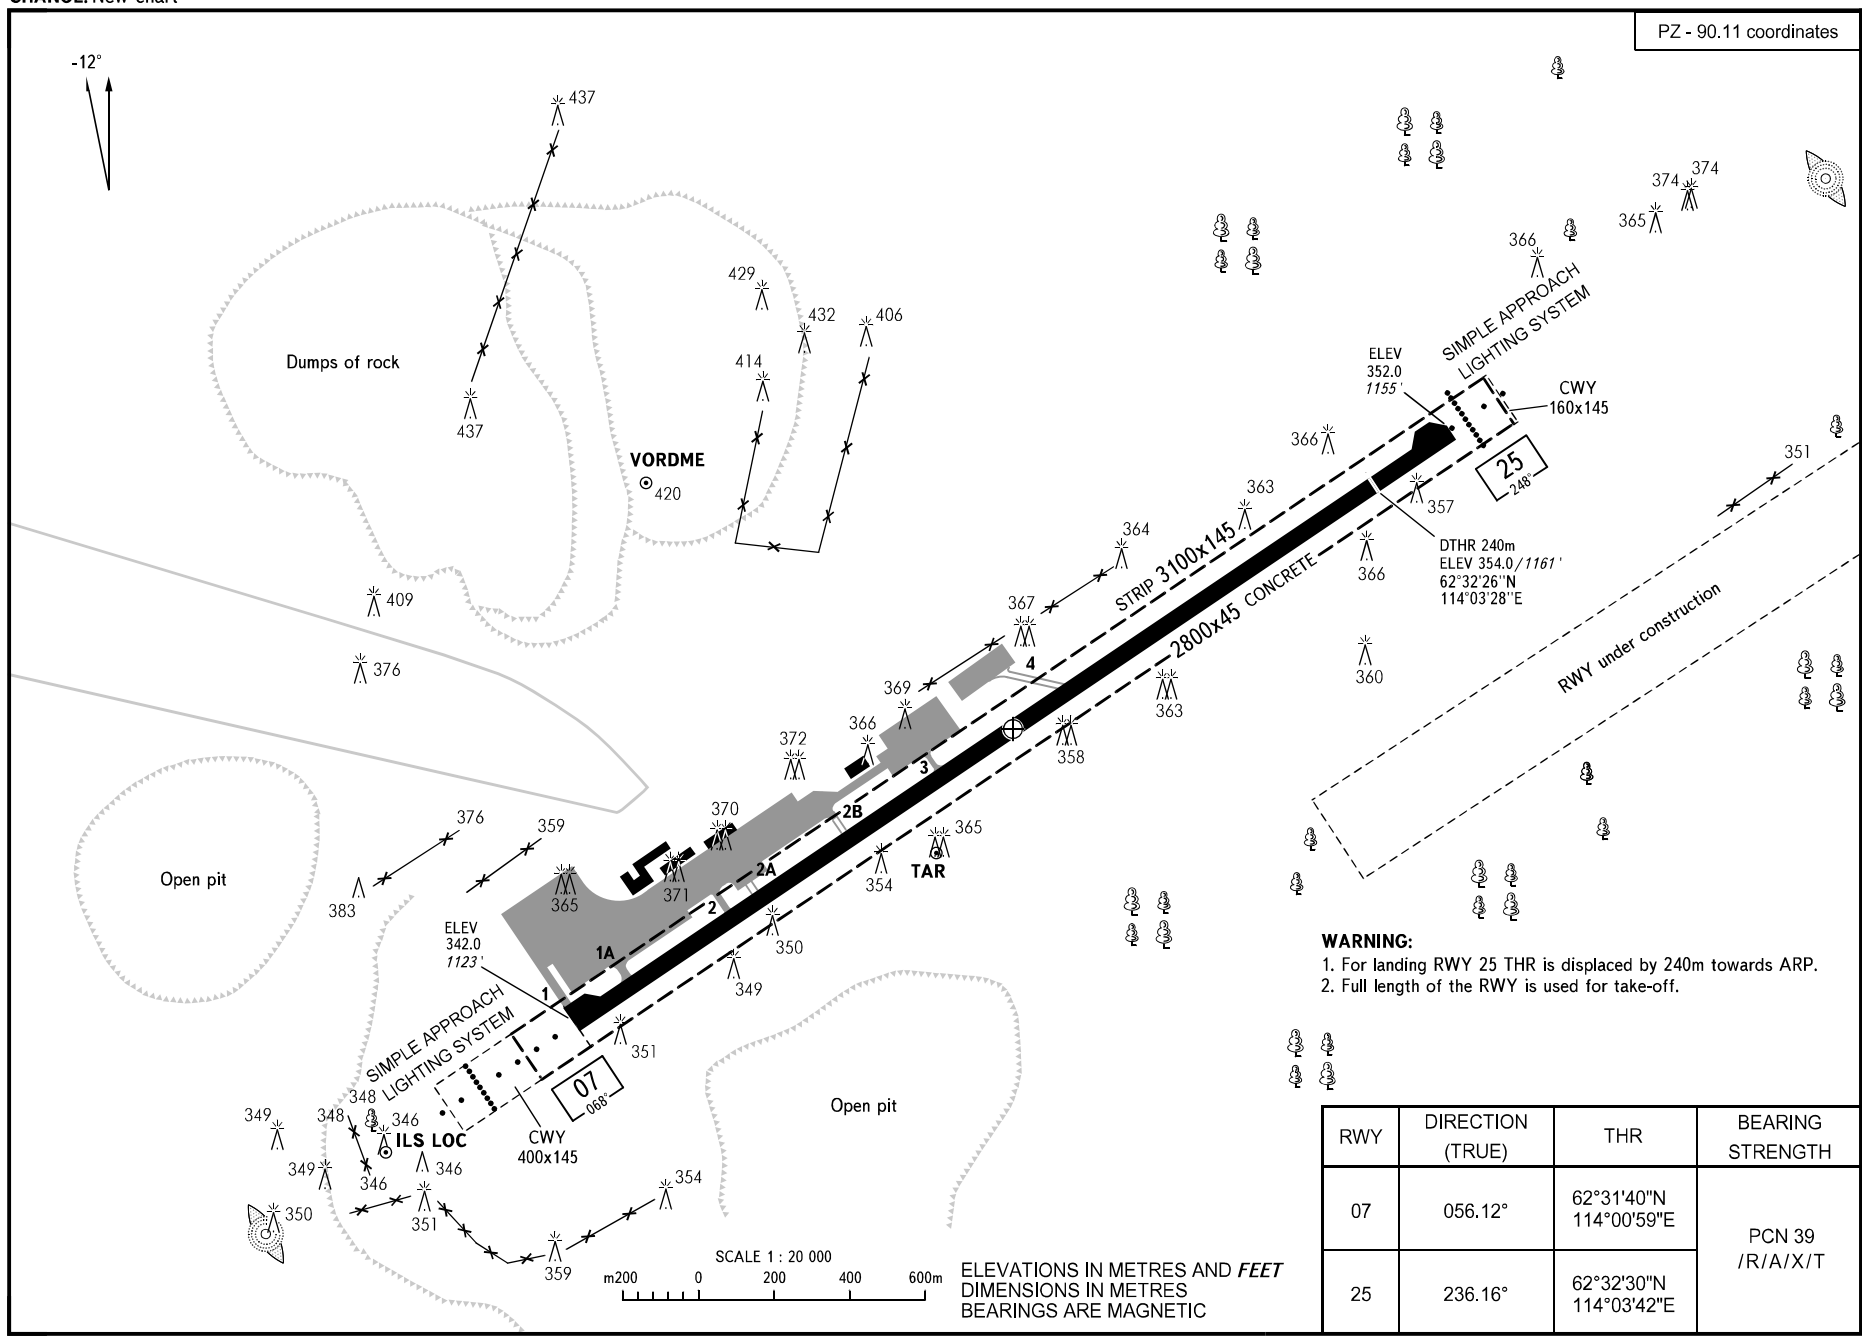 CHANGE: New chart
PZ - 90.11 coordinates
-12°
437
374
374
365
366
SIMPLE APPROACH
LIGHTING SYSTEM
429
432
406
ELEV
352.0
1155'
Dumps of rock
414
CWY
160x145
437
366
25
248°
351
VORDME
420
363
357
364
STRIP 3100x145
2800x45 CONCRETE
DTHR 240m
ELEV 354.0/1161'
62°32'26''N
114°03'28''E
366
409
367
RWY under construction
376
4
369
360
363
366
372
358
3
2B
370
376
359
365
TAR
354
Open pit
2A
383
365
371
2
350
ELEV
342.0
1123'
1A
349
WARNING:
1. For landing RWY 25 THR is displaced by 240m towards ARP.
2. Full length of the RWY is used for take-off.
1
SIMPLE APPROACH
LIGHTING SYSTEM
351
07
068°
Open pit
348
348
349
346
ILS LOC
CWY
400x145
349
346
346
354
350
351
359
RWY
DIRECTION
(TRUE)
THR
BEARING
STRENGTH
07
056.12°
62°31'40"N
114°00'59"E
PCN 39
/R/A/X/T
25
236.16°
62°32'30"N
114°03'42"E
SCALE 1 : 20 000
m200 0 200 400 600m
ELEVATIONS IN METRES AND FEET
DIMENSIONS IN METRES
BEARINGS ARE MAGNETIC